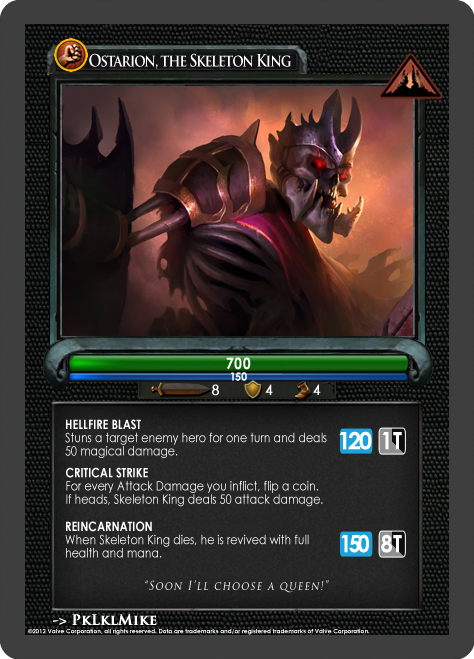 OSTARION, THE SKELETON KING
700
150
8 4 4
HELLFIRE BLAST
Stuns a target enemy hero for one turn and deals
50 magical damage.
120 1T
CRITICAL STRIKE
For every Attack Damage you inflict, flip a coin.
If heads, Skeleton King deals 50 attack damage.
REINCARNATION
When Skeleton King dies, he is revived with full
health and mana.
150 8T
"SOON I'LL CHOOSE A QUEEN!"
-> PKLKLMIKE
©2012 Valve Corporation, all rights reserved. Dota are trademarks and/or registered trademarks of Valve Corporation.